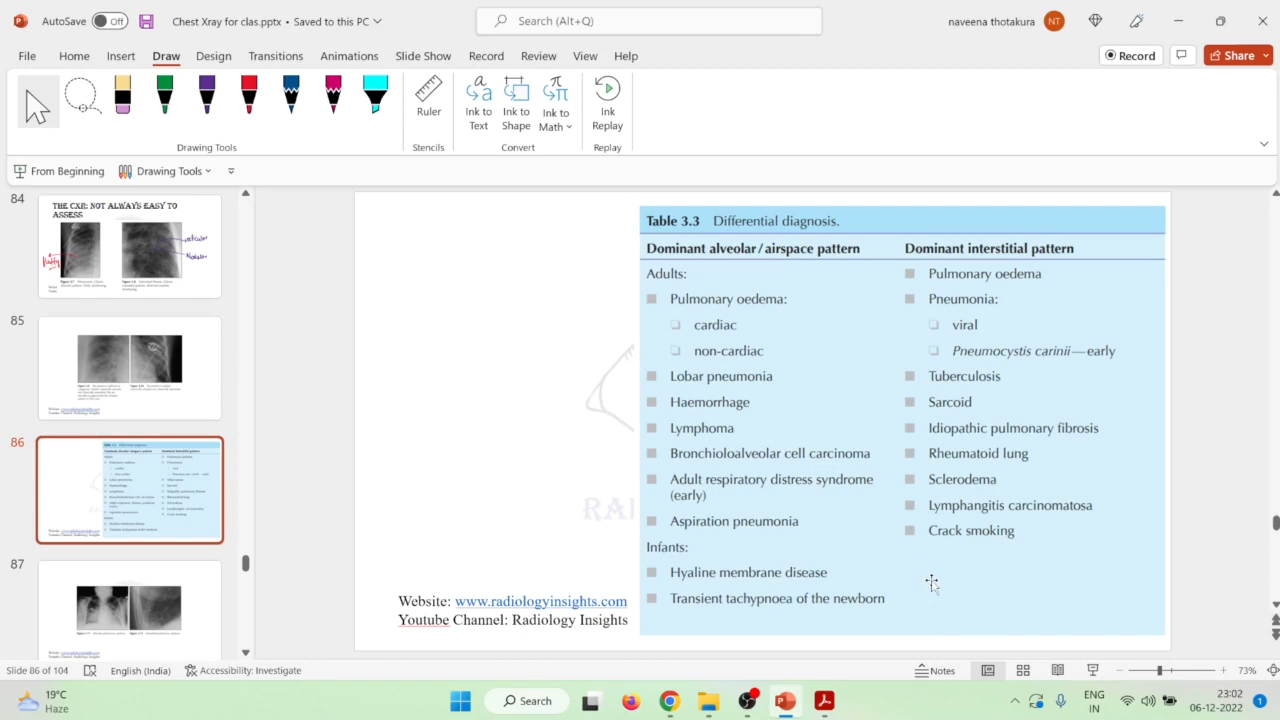 AutoSave Off Chest Xray for clas.pptx • Saved to this PC Search (Alt+Q) naveena thotakura NT
File Home Insert Draw Design Transitions Animations Slide Show Record Review View Help Record Share
Ruler
Ink to Text
Ink to Shape
Ink to Math
Ink Replay
Drawing Tools Stencils Convert Replay
From Beginning Drawing Tools
84
THE CXR: NOT ALWAYS EASY TO
ASSESS
85
86
87
Table 3.3 Differential diagnosis.
Dominant alveolar/airspace pattern
Adults:
Pulmonary oedema:
cardiac
non-cardiac
Lobar pneumonia
Haemorrhage
Lymphoma
Bronchioloalveolar cell carcinoma
Adult respiratory distress syndrome
(early)
Aspiration pneumonia
Infants:
Hyaline membrane disease
Transient tachypnoea of the newborn
Dominant interstitial pattern
Pulmonary oedema
Pneumonia:
viral
Pneumocystis carinii—early
Tuberculosis
Sarcoid
Idiopathic pulmonary fibrosis
Rheumatoid lung
Scleroderma
Lymphangitis carcinomatosa
Crack smoking
Website: www.radiologyinsights.com
Youtube Channel: Radiology Insights
Slide 86 of 104 English (India) Accessibility: Investigate Notes 73%
19°C
Haze
Search
ENG
IN
23:02
06-12-2022
1